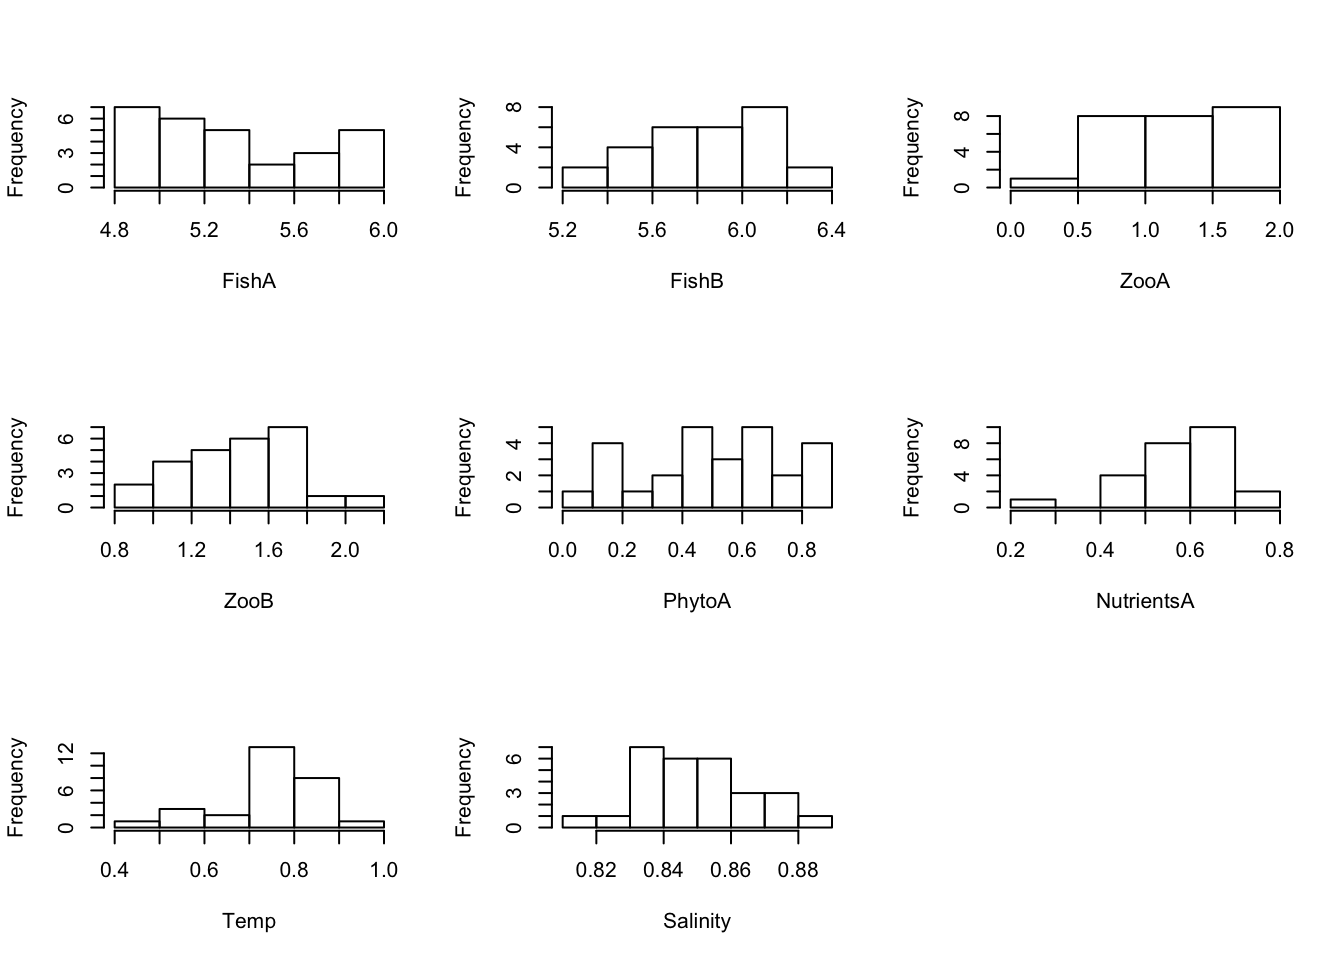 Frequency
6
3
0
4.8 5.2 5.6 6.0
FishA
Frequency
8
4
0
5.2 5.6 6.0 6.4
FishB
Frequency
8
4
0
0.0 0.5 1.0 1.5 2.0
ZooA
Frequency
6
3
0
0.8 1.2 1.6 2.0
ZooB
Frequency
4
2
0
0.0 0.2 0.4 0.6 0.8
PhytoA
Frequency
8
4
0
0.2 0.4 0.6 0.8
NutrientsA
Frequency
12
6
0
0.4 0.6 0.8 1.0
Temp
Frequency
6
3
0
0.82 0.84 0.86 0.88
Salinity